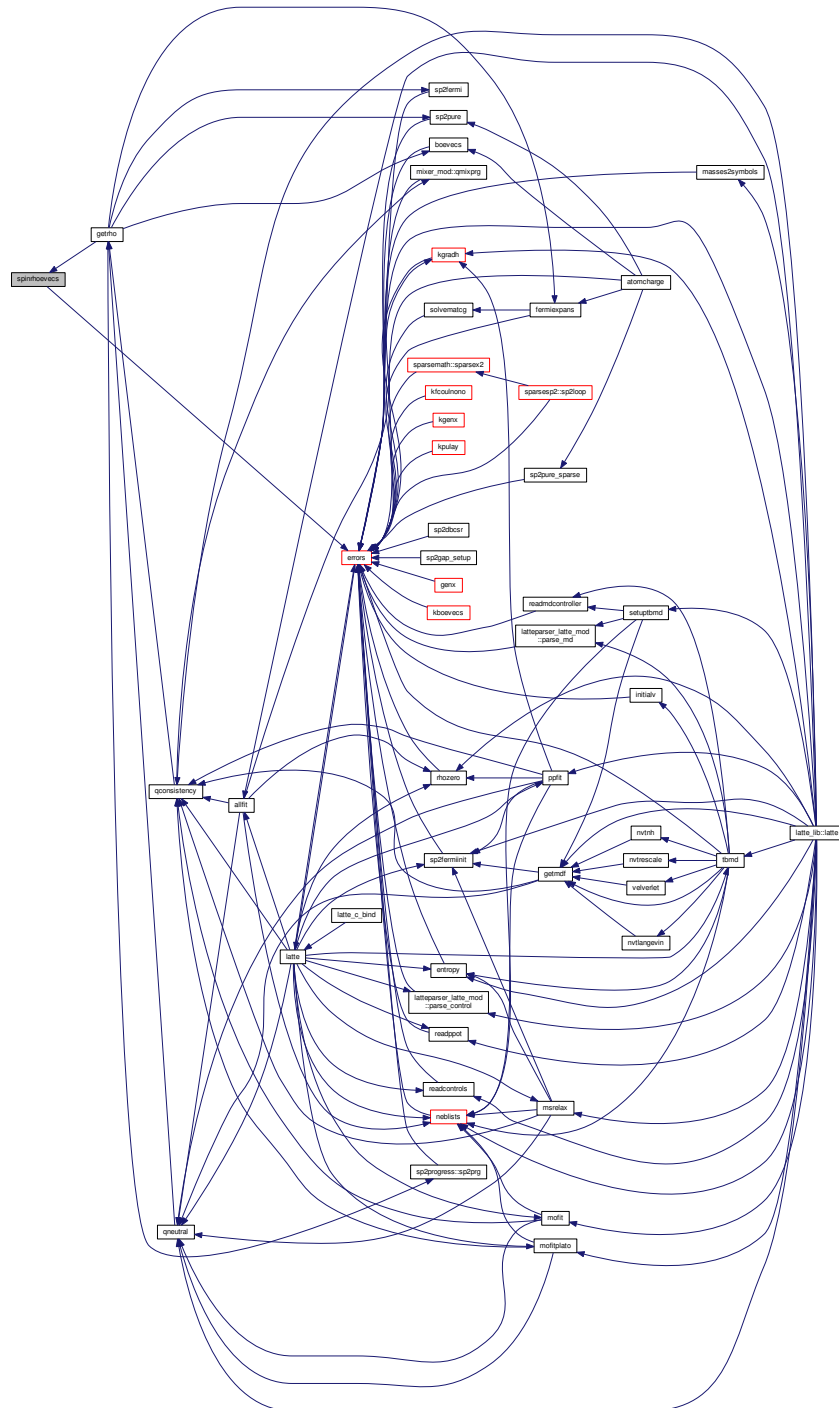 sp2fermi
sp2pure
boevecs
mixer_mod::qmixprg
masses2symbols
getrho
kgradh
spinrhoevecs
atomcharge
solvematcg
fermiexpans
sparsemath::sparsex2
kfcoulnono
sparsesp2::sp2loop
kgenx
kpulay
sp2pure_sparse
sp2dbcsr
errors
sp2gap_setup
genx
kboevecs
readmdcontroller
setuptbmd
latteparser_latte_mod
::parse_md
initialv
rhozero
ppfit
qconsistency
allfit
nvtnh
latte_lib::latte
sp2fermiinit
nvtrescale
tbmd
getmdf
velverlet
latte_c_bind
nvtlangevin
latte
entropy
latteparser_latte_mod
::parse_control
readppot
readcontrols
msrelax
neblists
sp2progress::sp2prg
mofit
qneutral
mofitplato